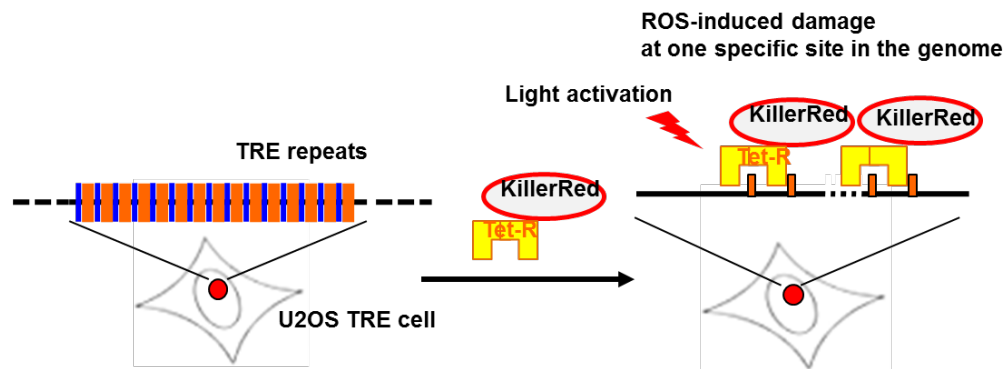 ROS-induced damage
at one specific site in the genome
Light activation
KillerRed
KillerRed
TRE repeats
Tet-R
KillerRed
Tet-R
U2OS TRE cell